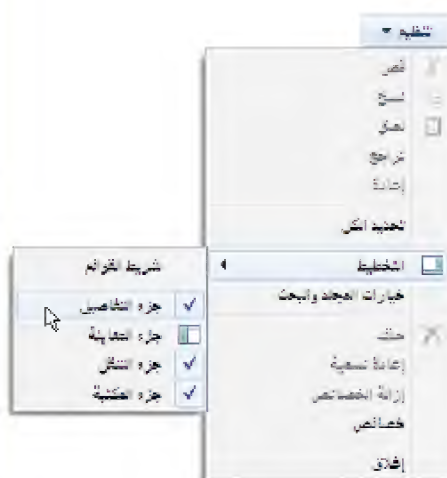 تنظيم
قص
نسخ
لصق
تراجع
إعادة
تحديد الكل
التخطيط
شريط القوائم
جزء التفاصيل
جزء المعاينة
جزء التنقل
جزء المكتبة
خيارات المجلد والبحث
حذف
إعادة تسمية
إزالة الخصائص
خصائص
إغلاق